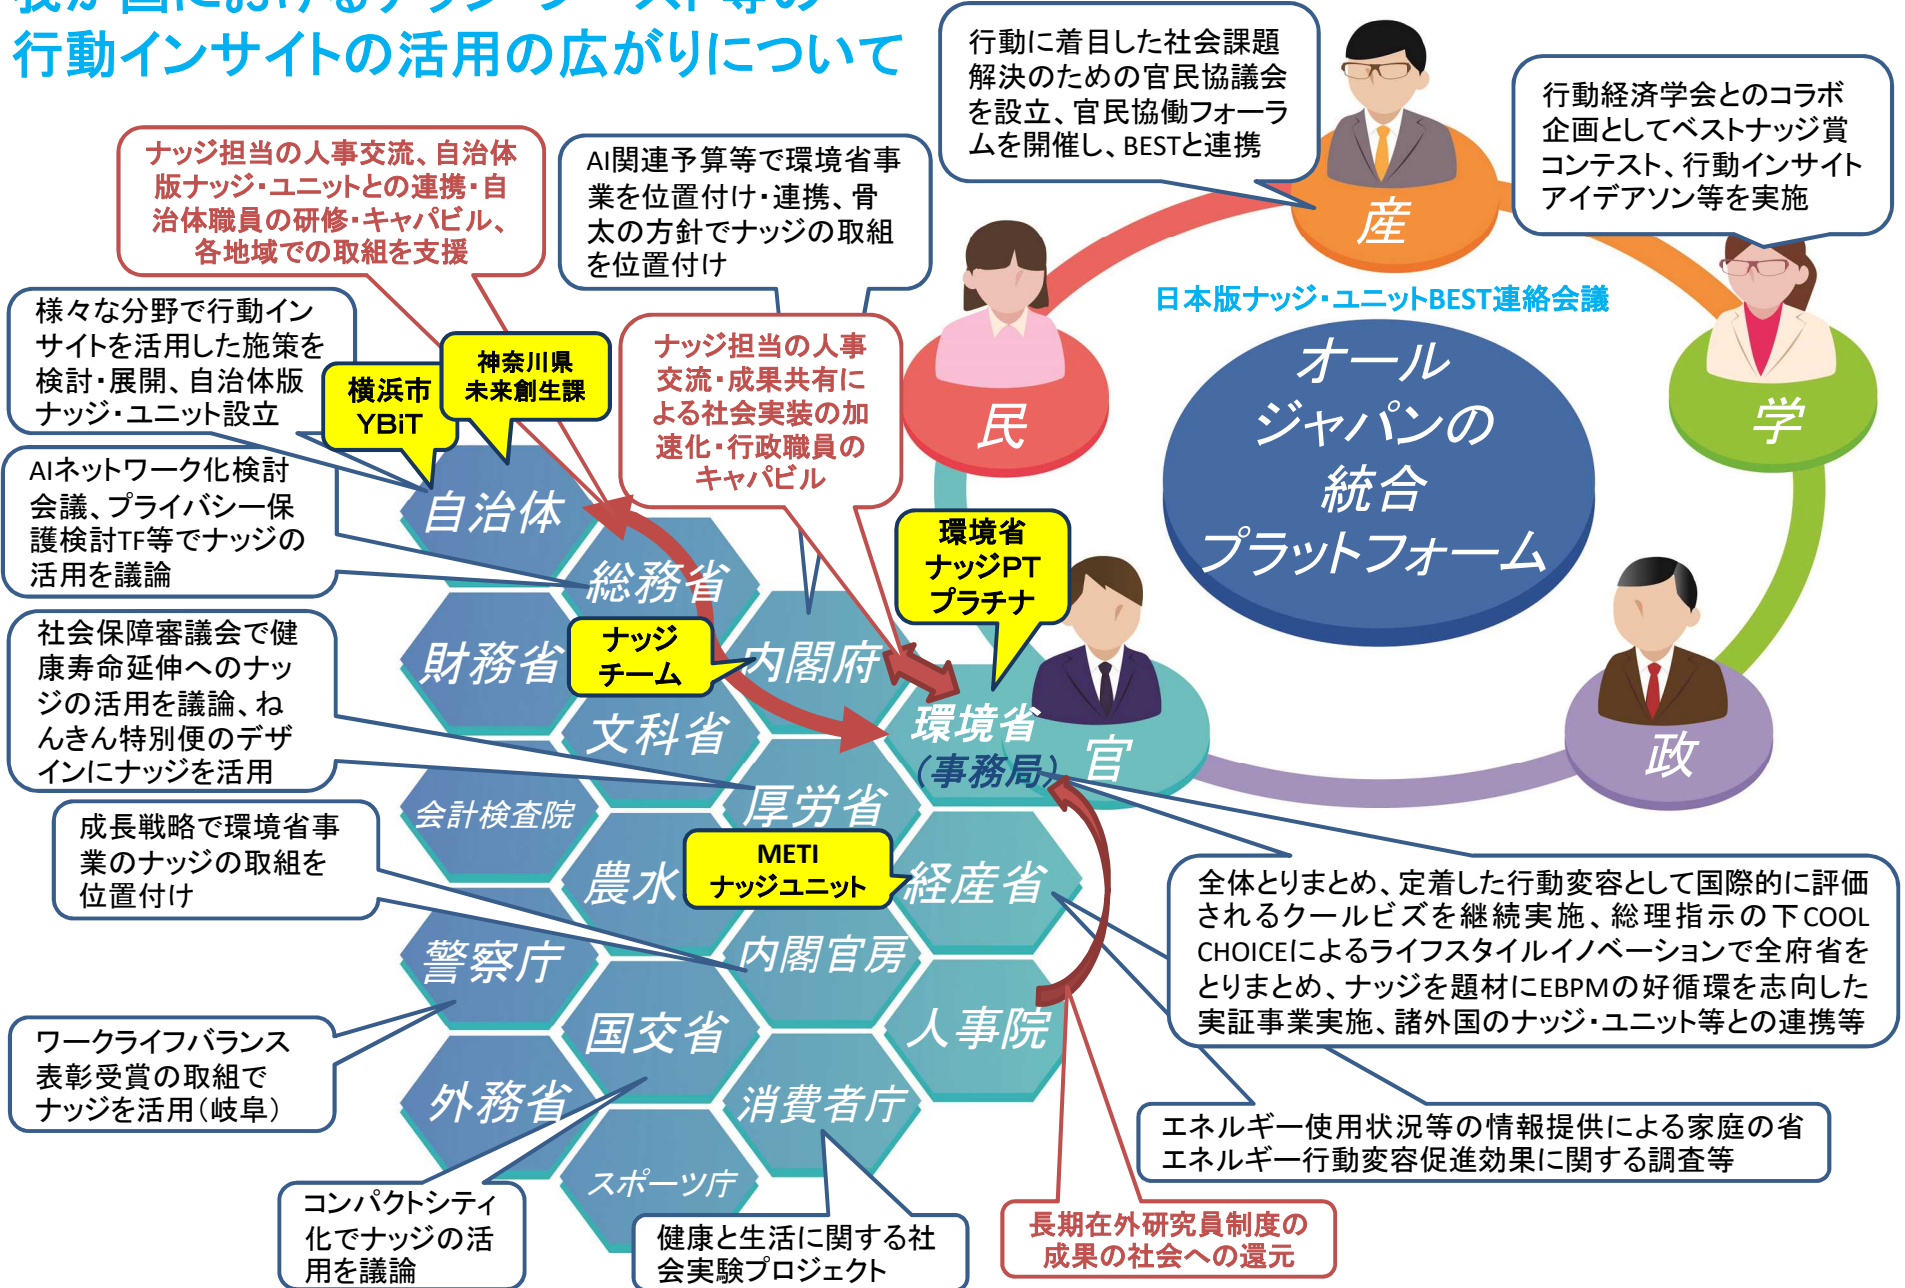 我が国におけるナッジ・ブースト等の
行動インサイトの活用の広がりについて
行動に着目した社会課題
解決のための官民協議会
を設立、官民協働フォーラ
ムを開催し、BESTと連携
行動経済学会とのコラボ
企画としてベストナッジ賞
コンテスト、行動インサイト
アイデアソン等を実施
ナッジ担当の人事交流、自治体
版ナッジ・ユニットとの連携・自
治体職員の研修・キャパビル、
各地域での取組を支援
AI関連予算等で環境省事
業を位置付け・連携、骨
太の方針でナッジの取組
を位置付け
様々な分野で行動イン
サイトを活用した施策を
検討・展開、自治体版
ナッジ・ユニット設立
横浜市
YBiT
神奈川県
未来創生課
ナッジ担当の人事
交流・成果共有に
よる社会実装の加
速化・行政職員の
キャパビル
産
民
学
政
官
日本版ナッジ・ユニットBEST連絡会議
オール
ジャパンの
統合
プラットフォーム
AIネットワーク化検討
会議、プライバシー保
護検討TF等でナッジの
活用を議論
自治体
総務省
環境省
ナッジPT
プラチナ
社会保障審議会で健
康寿命延伸へのナッ
ジの活用を議論、ね
んきん特別便のデザ
インにナッジを活用
財務省
ナッジ
チーム
内閣府
文科省
環境省
（事務局）
会計検査院
厚労省
成長戦略で環境省事
業のナッジの取組を
位置付け
農水
METI
ナッジユニット
経産省
全体とりまとめ、定着した行動変容として国際的に評価
されるクールビズを継続実施、総理指示の下COOL
CHOICEによるライフスタイルイノベーションで全府省を
とりまとめ、ナッジを題材にEBPMの好循環を志向した
実証事業実施、諸外国のナッジ・ユニット等との連携等
警察庁
内閣官房
国交省
人事院
ワークライフバランス
表彰受賞の取組で
ナッジを活用（岐阜）
外務省
消費者庁
エネルギー使用状況等の情報提供による家庭の省
エネルギー行動変容促進効果に関する調査等
スポーツ庁
コンパクトシティ
化でナッジの活
用を議論
健康と生活に関する社
会実験プロジェクト
長期在外研究員制度の
成果の社会への還元